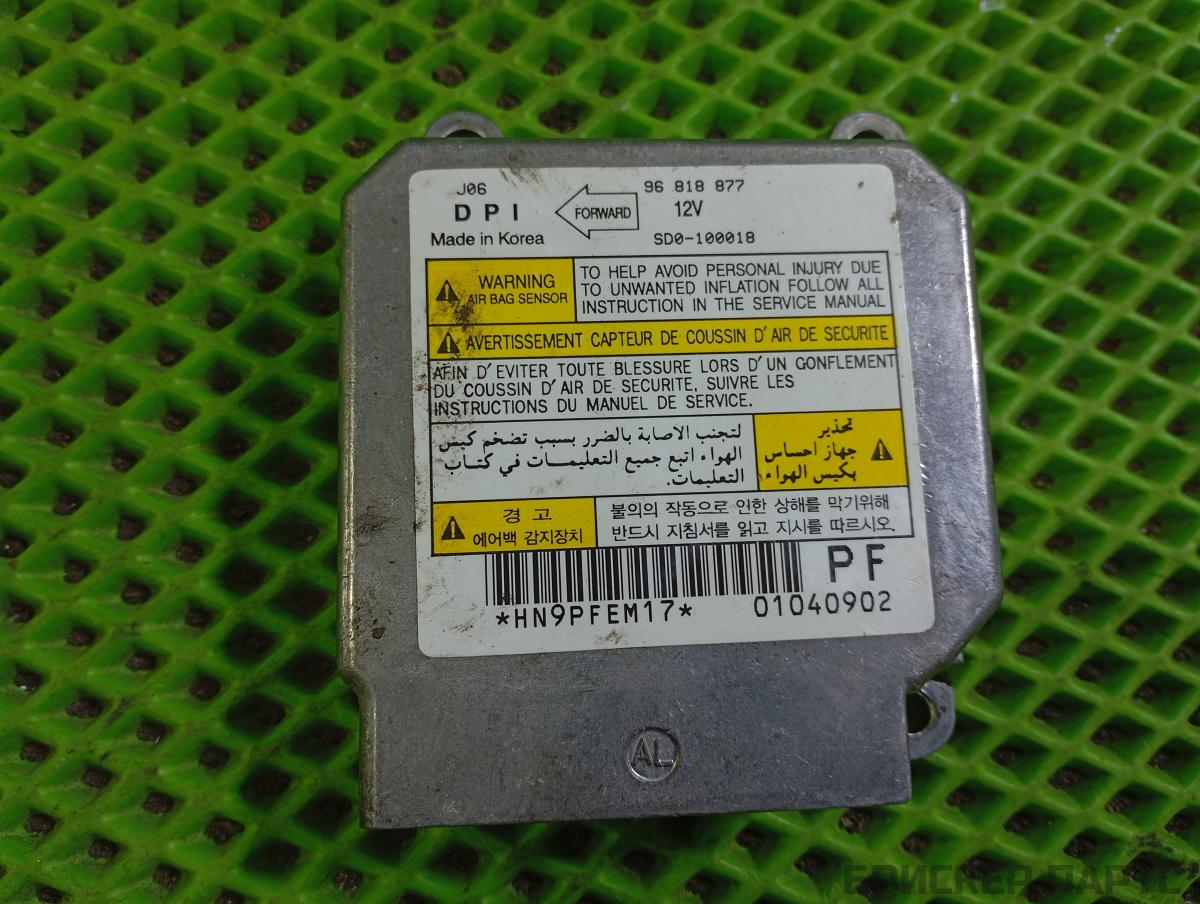 J06
DPI
FORWARD
96 818 877
12V
Made in Korea
SD0-100018
WARNING
AIR BAG SENSOR
TO HELP AVOID PERSONAL INJURY DUE
TO UNWANTED INFLATION FOLLOW ALL
INSTRUCTION IN THE SERVICE MANUAL
AVERTISSEMENT CAPTEUR DE COUSSIN D'AIR DE SECURITE
AFIN D'EVITER TOUTE BLESSURE LORS D'UN GONFLEMENT
DU COUSSIN D'AIR DE SECURITE, SUIVRE LES
INSTRUCTIONS DU MANUEL DE SERVICE.
تحذير
جهاز احساس
بكيس الهواء
لتجنب الاصابة بالضرر بسبب تضخم كيس
الهواء اتبع جميع التعليمات في كتاب
التعليمات.
경 고
에어백 감지장치
불의의 작동으로 인한 상해를 막기위해
반드시 지침서를 읽고 지시를 따르시오.
PF
*HN9PFEM17*
01040902
AL
ЕПИСКЕР ПАРТС